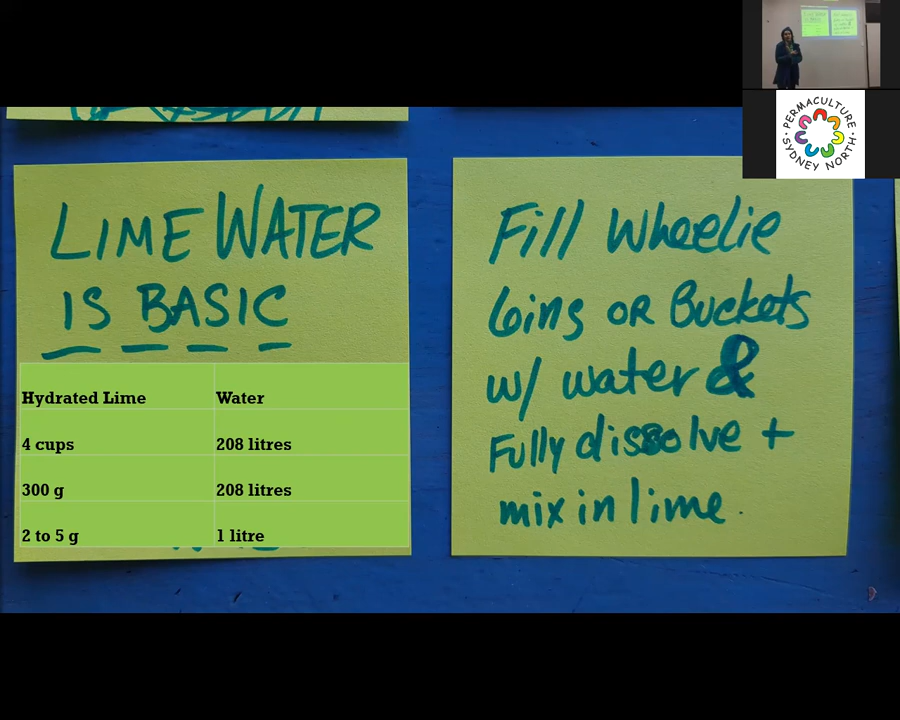 LIME WATER
IS BASIC
Hydrated Lime Water
4 cups 208 litres
300 g 208 litres
2 to 5 g 1 litre
Fill Wheelie
bins OR Buckets
w/ water &
Fully dissolve +
mix in lime.
PERMACULTURE
SYDNEY NORTH